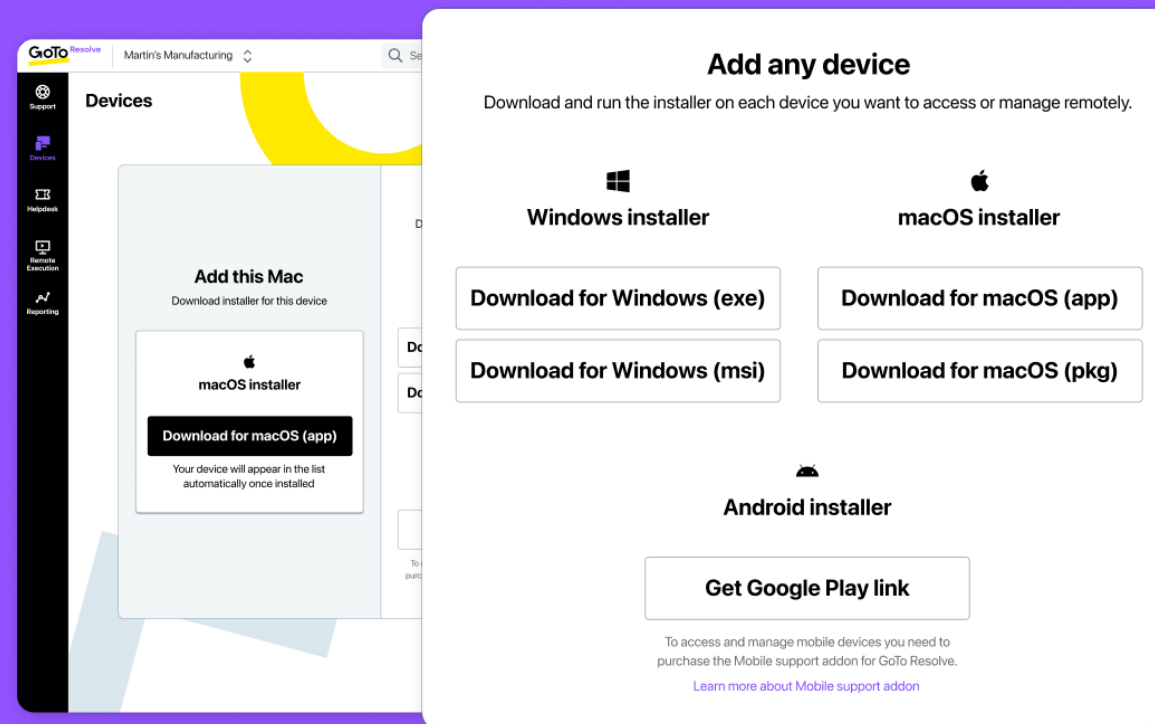 GoTo Resolve
Martin's Manufacturing
Support
Devices
Helpdesk
Remote
Execution
Reporting
Devices
Add this Mac
Download installer for this device
macOS installer
Download for macOS (app)
Your device will appear in the list
automatically once installed
Add any device
Download and run the installer on each device you want to access or manage remotely.
Windows installer
Download for Windows (exe)
Download for Windows (msi)
macOS installer
Download for macOS (app)
Download for macOS (pkg)
Android installer
Get Google Play link
To access and manage mobile devices you need to
purchase the Mobile support addon for GoTo Resolve.
Learn more about Mobile support addon